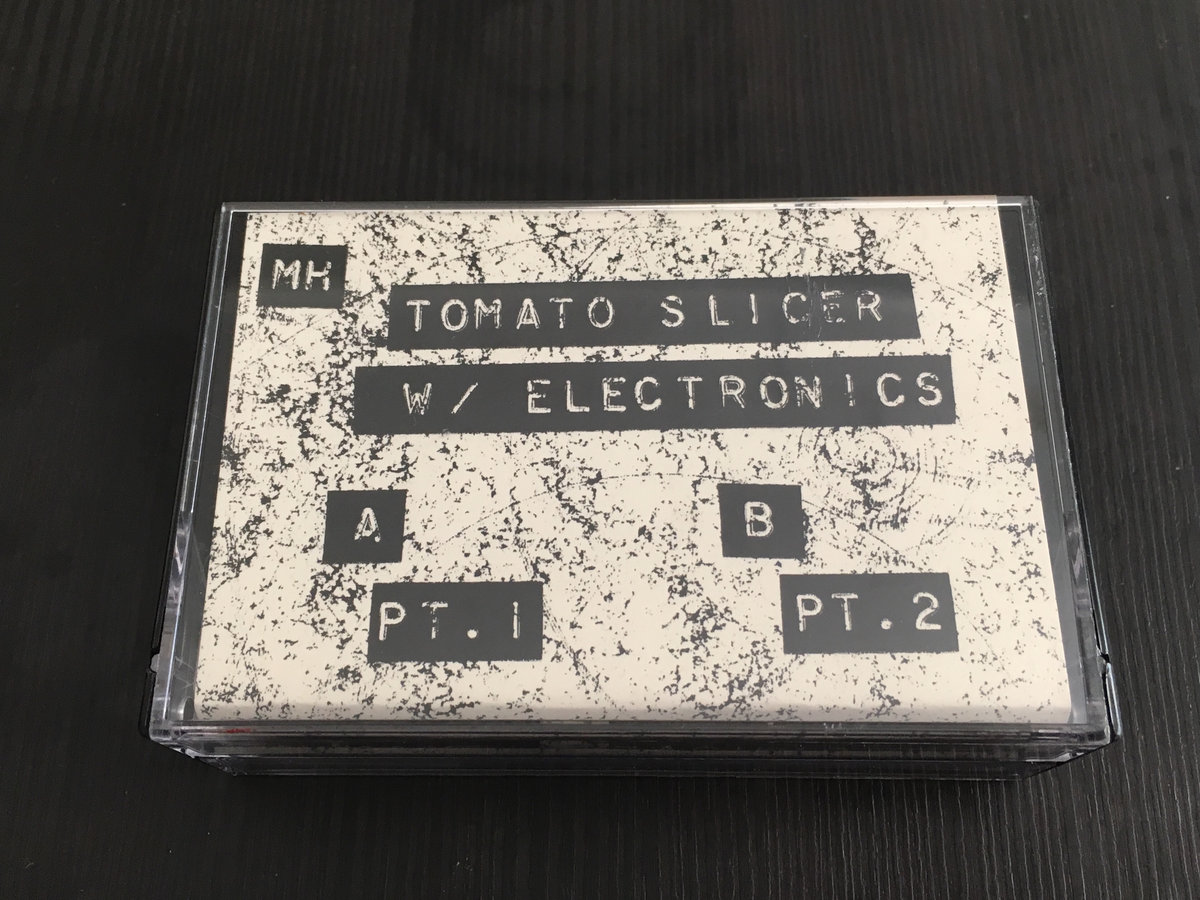 MH
TOMATO SLICER
W/ ELECTRONICS
A
PT.1
B
PT.2